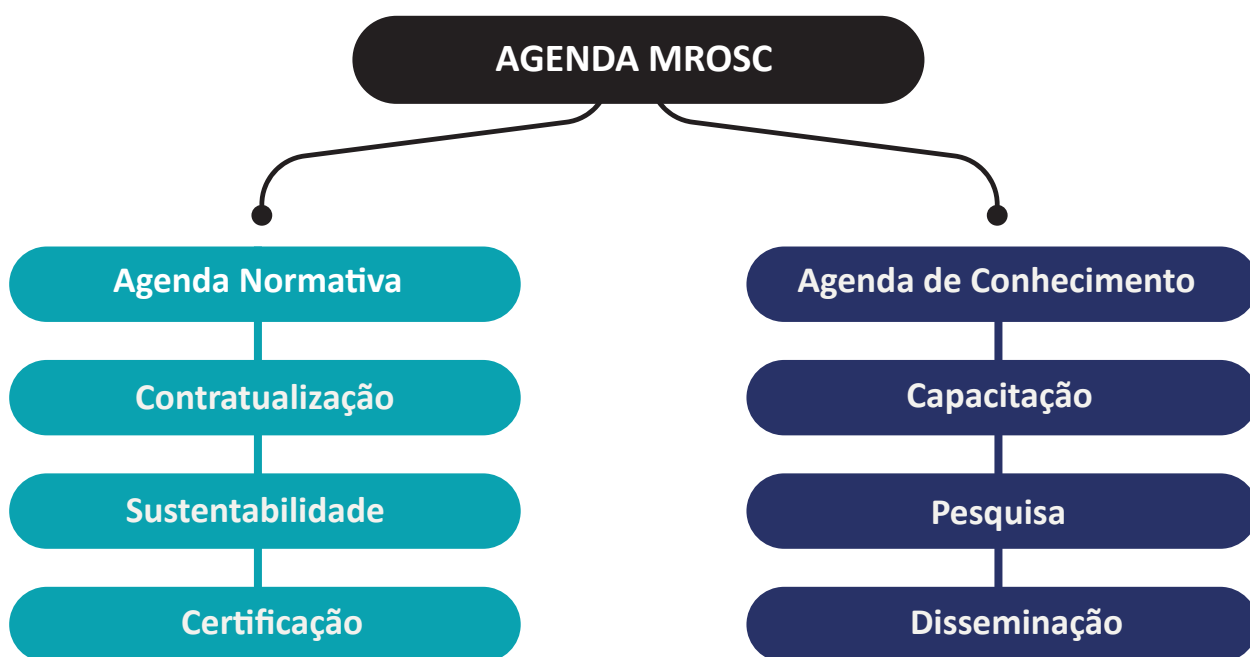 AGENDA MROSC
Agenda Normativa
Contratualização
Sustentabilidade
Certificação
Agenda de Conhecimento
Capacitação
Pesquisa
Disseminação